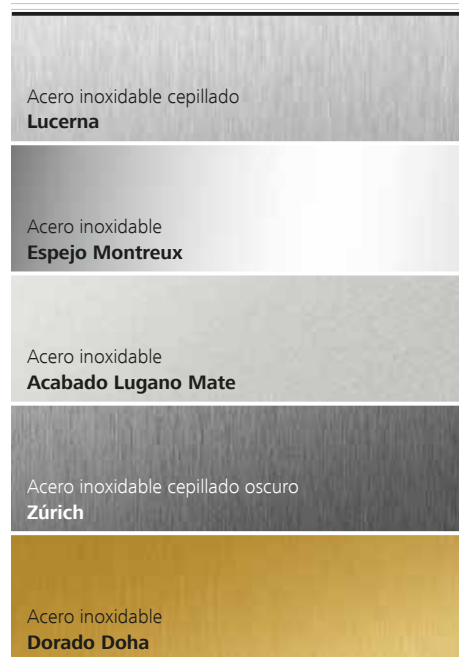 Acero inoxidable cepillado
Lucerna
Acero inoxidable
Espejo Montreux
Acero inoxidable
Acabado Lugano Mate
Acero inoxidable cepillado oscuro
Zúrich
Acero inoxidable
Dorado Doha